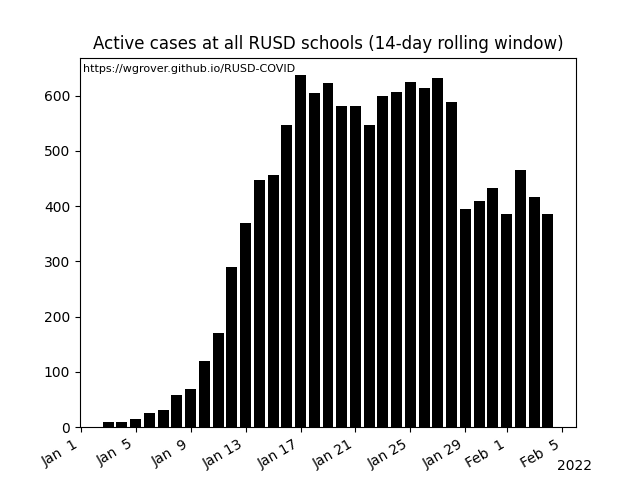 Active cases at all RUSD schools (14-day rolling window)
https://wgrover.github.io/RUSD-COVID
600
500
400
300
200
100
0
Jan 1
Jan 5
Jan 9
Jan 13
Jan 17
Jan 21
Jan 25
Jan 29
Feb 1
Feb 5
2022